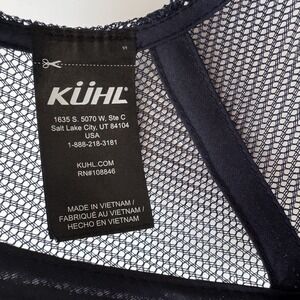 KÜHL
1635 S. 5070 W, Ste C
Salt Lake City, UT 84104
USA
1-888-218-3181
KUHL.COM
RN#108846
MADE IN VIETNAM /
FABRIQUÉ AU VIETNAM /
HECHO EN VIETNAM